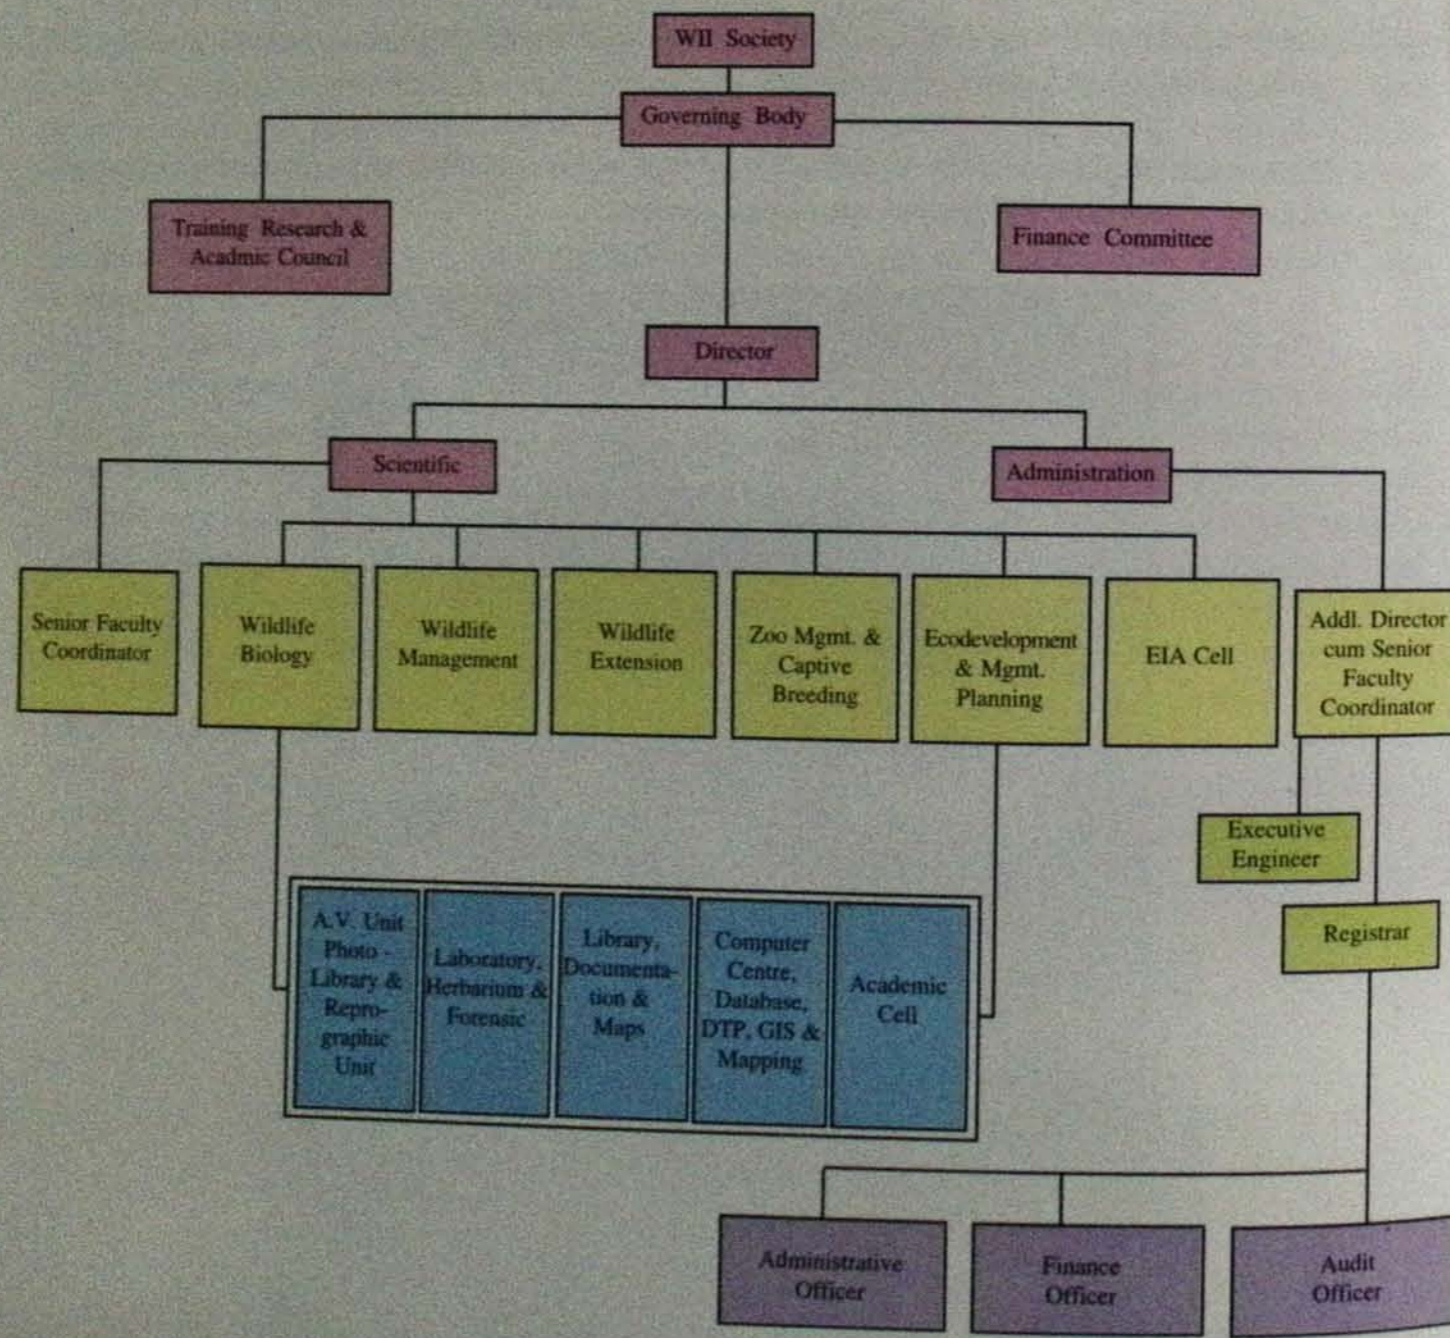 WII Society
Governing Body
Training Research &
Acadmic Council
Finance Committee
Director
Scientific
Administration
Senior Faculty
Coordinator
Wildlife
Biology
Wildlife
Management
Wildlife
Extension
Zoo Mgmt. &
Captive
Breeding
Ecodevelopment
& Mgmt.
Planning
EIA Cell
Addl. Director
cum Senior
Faculty
Coordinator
Executive
Engineer
Registrar
A.V. Unit
Photo -
Library &
Repro-
graphic
Unit
Laboratory,
Herbarium &
Forensic
Library,
Documenta-
tion &
Maps
Computer
Centre,
Database,
DTP, GIS &
Mapping
Academic
Cell
Administrative
Officer
Finance
Officer
Audit
Officer